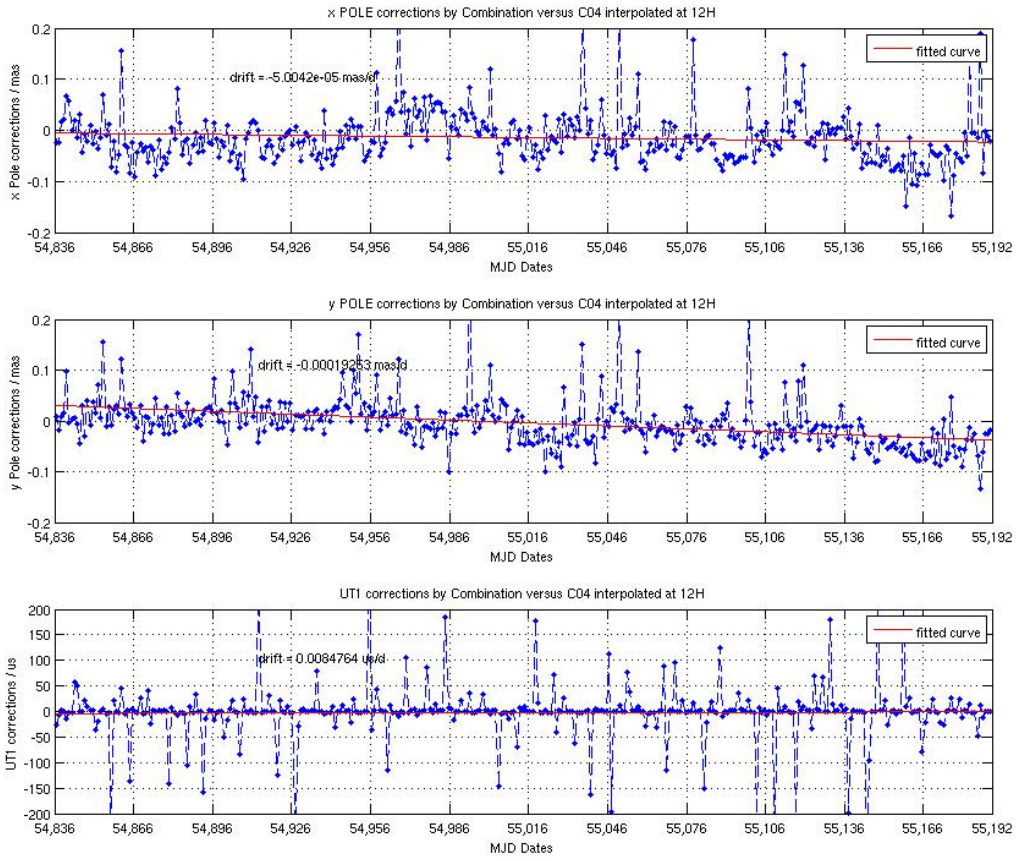 x POLE corrections by Combination versus C04 interpolated at 12H
0.2
fitted curve
0.1
drift = -5.0042e-05 mas/d
0
-0.1
-0.2
x Pole corrections / mas
54,836 54,866 54,896 54,926 54,956 54,986 55,016 55,046 55,076 55,106 55,136 55,166 55,192
MJD Dates
y POLE corrections by Combination versus C04 interpolated at 12H
0.2
fitted curve
0.1
drift = -0.00019253 mas/d
0
-0.1
-0.2
y Pole corrections / mas
54,836 54,866 54,896 54,926 54,956 54,986 55,016 55,046 55,076 55,106 55,136 55,166 55,192
MJD Dates
UT1 corrections by Combination versus C04 interpolated at 12H
200
fitted curve
150
100
drift = 0.0084764 us/d
50
0
-50
-100
-150
-200
UT1 corrections / us
54,836 54,866 54,896 54,926 54,956 54,986 55,016 55,046 55,076 55,106 55,136 55,166 55,192
MJD Dates